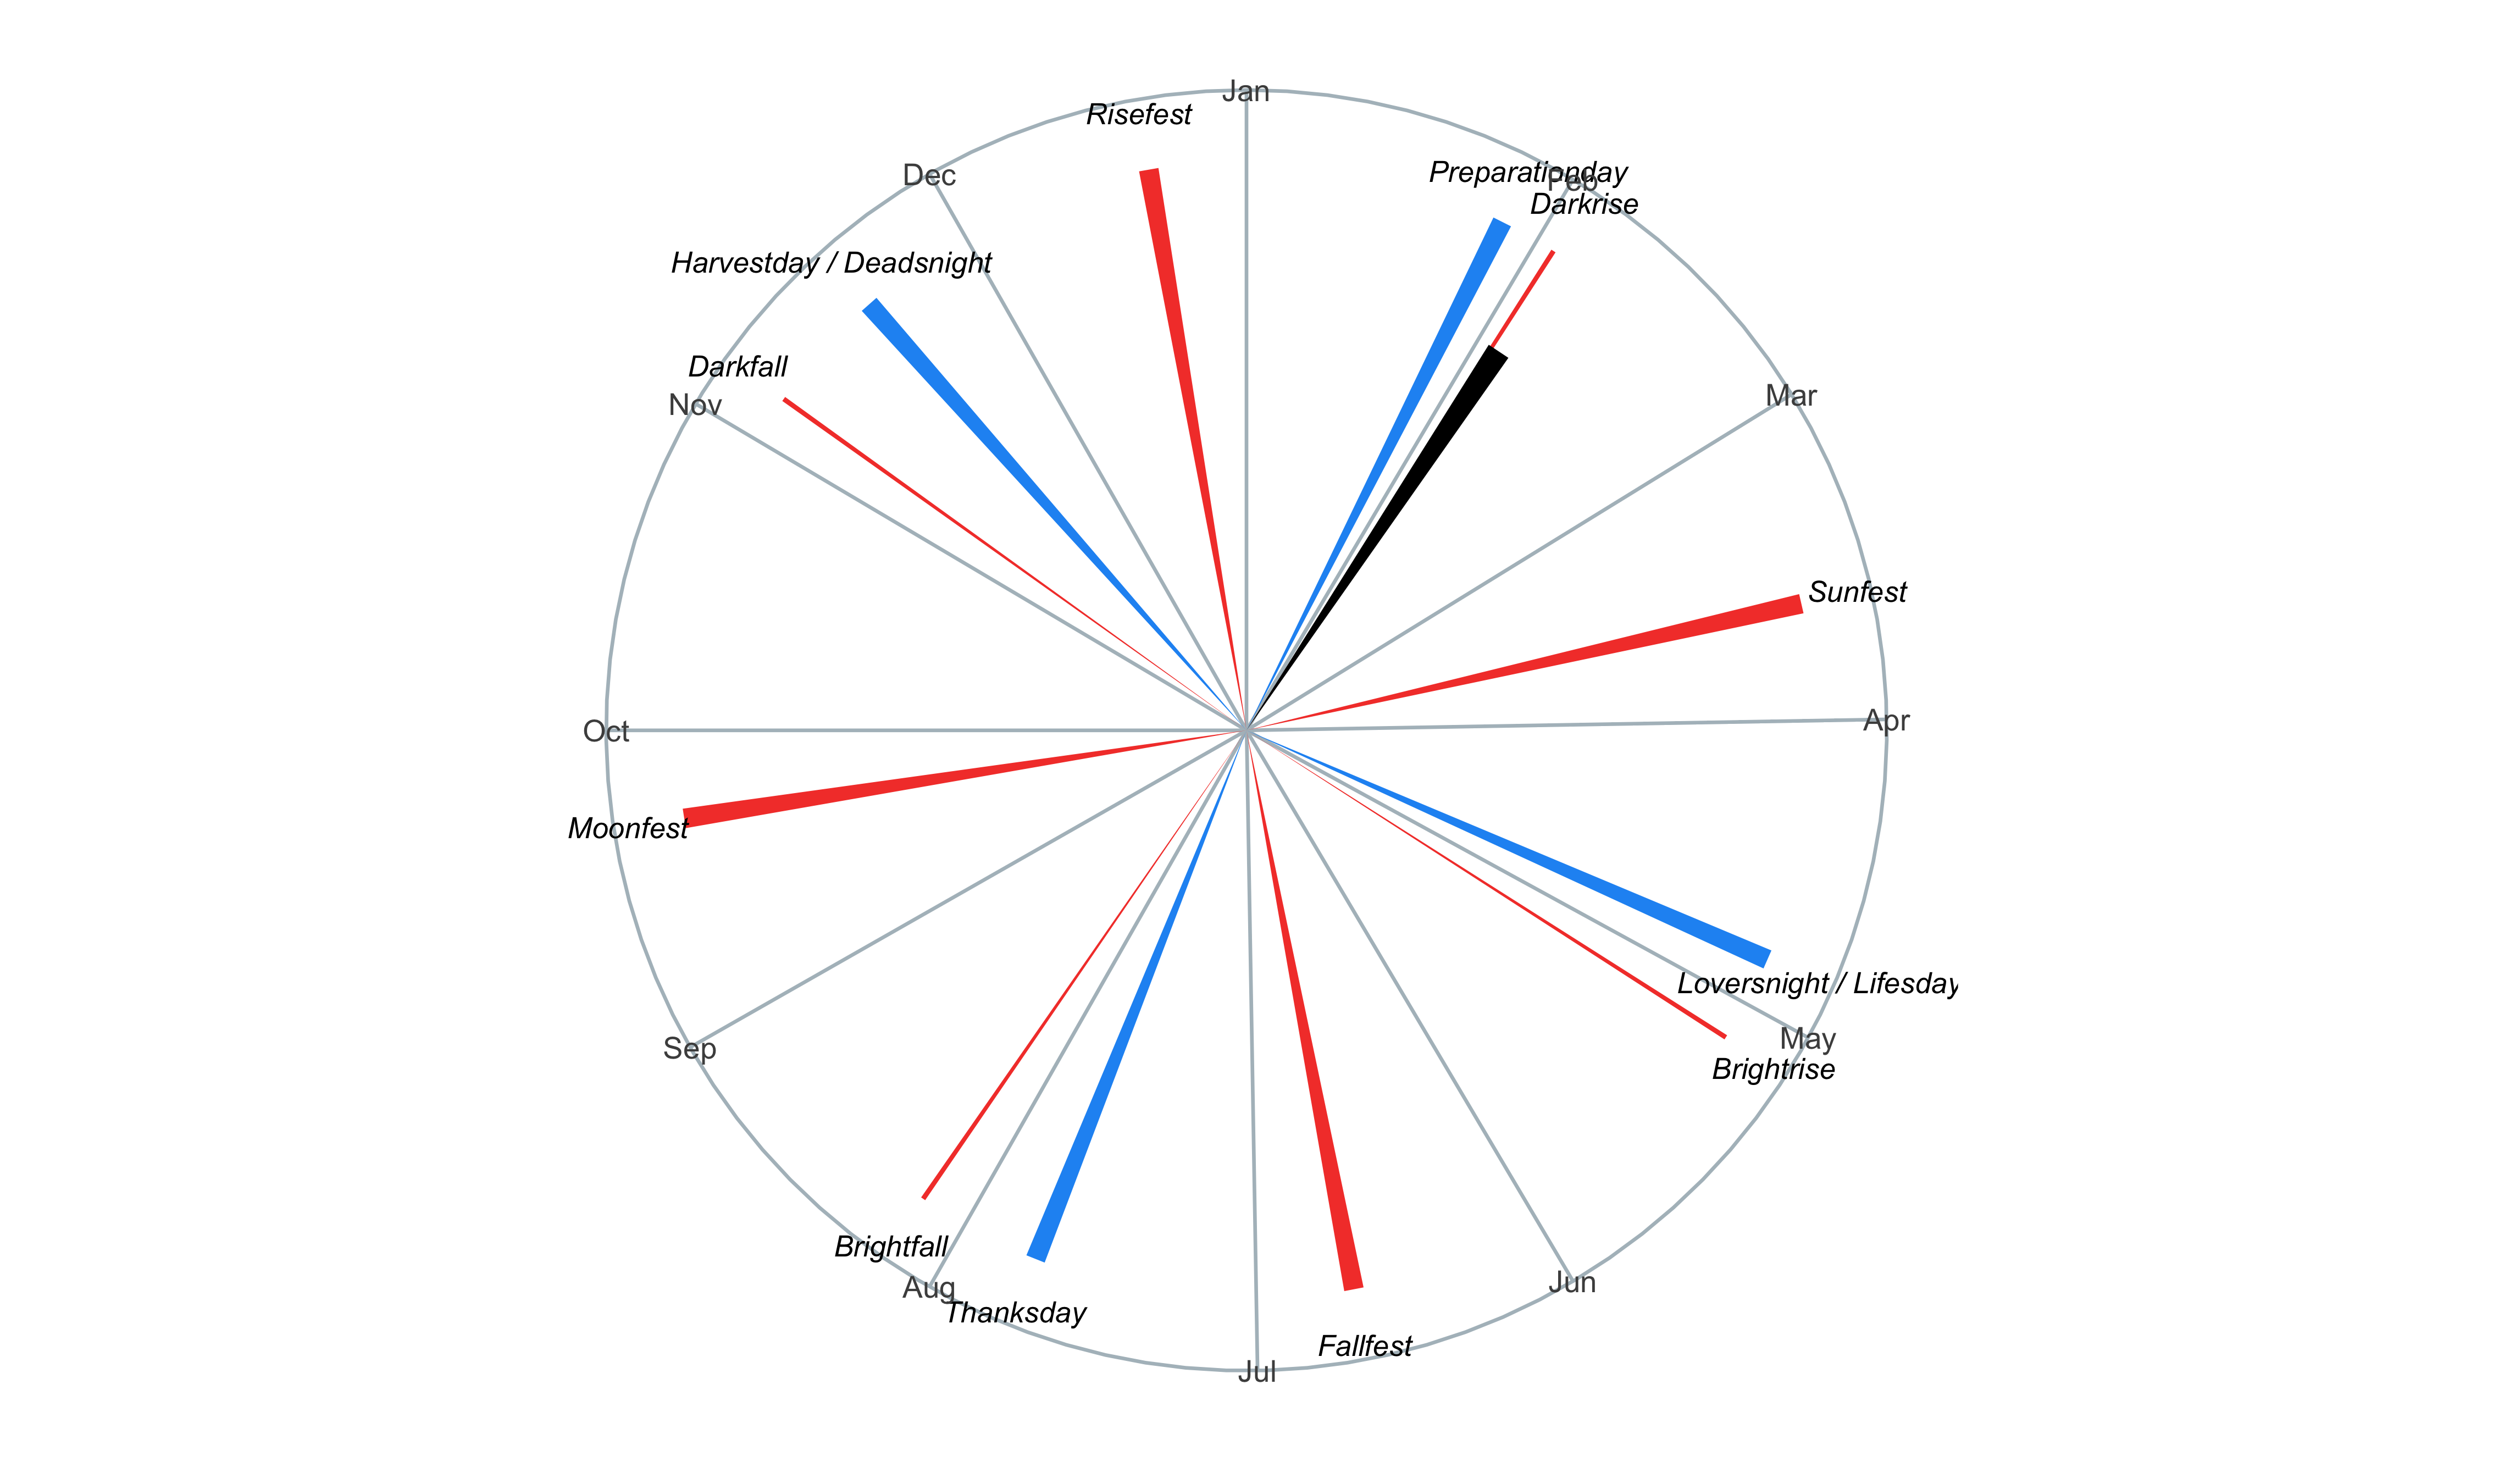 Jan
Risefest
Preparationday
Dec
Feb
Darkrise
Harvestday / Deadsnight
Darkfall
Nov
Mar
Sunfest
Apr
Oct
Moonfest
Loversnight / Lifesday
May
Sep
Brightrise
Brightfall
Aug
Jun
Thanksday
Fallfest
Jul